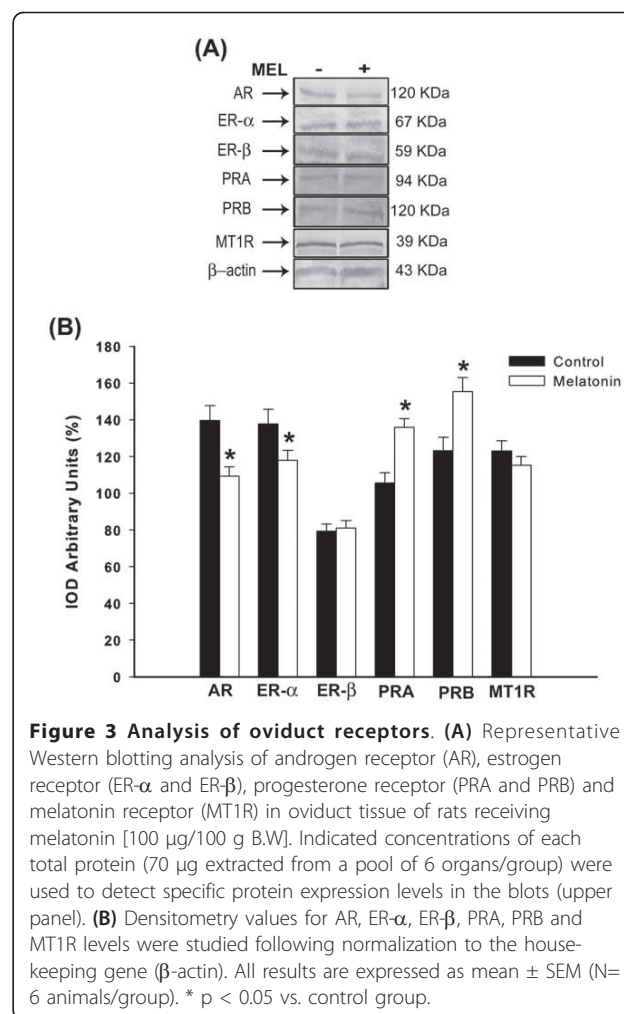 (A)
MEL - +
AR 120 KDa
ER-α 67 KDa
ER-β 59 KDa
PRA 94 KDa
PRB 120 KDa
MT1R 39 KDa
β-actin 43 KDa
(B)
IOD Arbitrary Units (%)
180
160
140
120
100
80
60
40
20
0
Control
Melatonin
* * * *
AR ER-α ER-β PRA PRB MT1R
Figure 3 Analysis of oviduct receptors. (A) Representative
Western blotting analysis of androgen receptor (AR), estrogen
receptor (ER-α and ER-β), progesterone receptor (PRA and PRB) and
melatonin receptor (MT1R) in oviduct tissue of rats receiving
melatonin [100 μg/100 g B.W]. Indicated concentrations of each
total protein (70 μg extracted from a pool of 6 organs/group) were
used to detect specific protein expression levels in the blots (upper
panel). (B) Densitometry values for AR, ER-α, ER-β, PRA, PRB and
MT1R levels were studied following normalization to the house-
keeping gene (β-actin). All results are expressed as mean ± SEM (N=
6 animals/group). * p < 0.05 vs. control group.